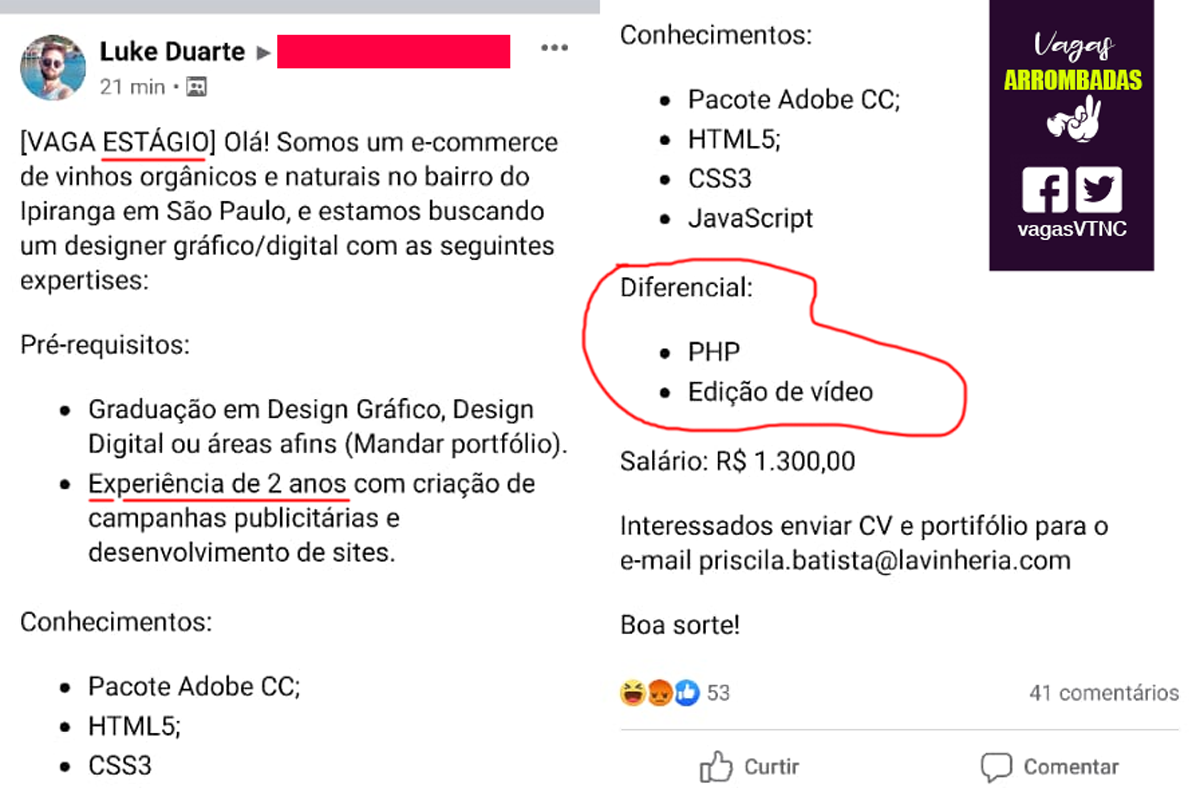 Luke Duarte
21 min
[VAGA ESTÁGIO] Olá! Somos um e-commerce
de vinhos orgânicos e naturais no bairro do
Ipiranga em São Paulo, e estamos buscando
um designer gráfico/digital com as seguintes
expertises:
Pré-requisitos:
Graduação em Design Gráfico, Design
Digital ou áreas afins (Mandar portfólio).
Experiência de 2 anos com criação de
campanhas publicitárias e
desenvolvimento de sites.
Conhecimentos:
Pacote Adobe CC;
HTML5;
CSS3
Conhecimentos:
Pacote Adobe CC;
HTML5;
CSS3
JavaScript
Diferencial:
PHP
Edição de vídeo
Salário: R$ 1.300,00
Interessados enviar CV e portifólio para o
e-mail priscila.batista@lavinheria.com
Boa sorte!
53
41 comentários
Curtir
Comentar
Vagas
ARROMBADAS
vagasVTNC